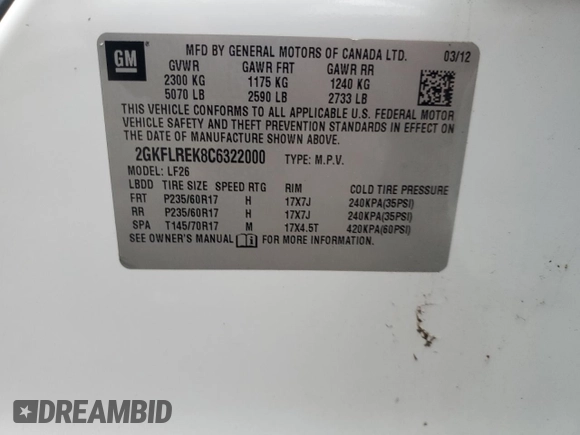 GM
MFD BY GENERAL MOTORS OF CANADA LTD. 03/12
GVWR GAWR FRT GAWR RR
2300 KG 1175 KG 1240 KG
5070 LB 2590 LB 2733 LB
THIS VEHICLE CONFORMS TO ALL APPLICABLE U.S. FEDERAL MOTOR
VEHICLE SAFETY AND THEFT PREVENTION STANDARDS IN EFFECT ON
THE DATE OF MANUFACTURE SHOWN ABOVE.
2GKFLREK8C6322000 TYPE: M.P.V.
MODEL: LF26
LBDD TIRE SIZE SPEED RTG RIM COLD TIRE PRESSURE
FRT P235/60R17 H 17X7J 240KPA(35PSI)
RR P235/60R17 H 17X7J 240KPA(35PSI)
SPA T145/70R17 M 17X4.5T 420KPA(60PSI)
SEE OWNER'S MANUAL FOR MORE INFORMATION.
DREAMBID